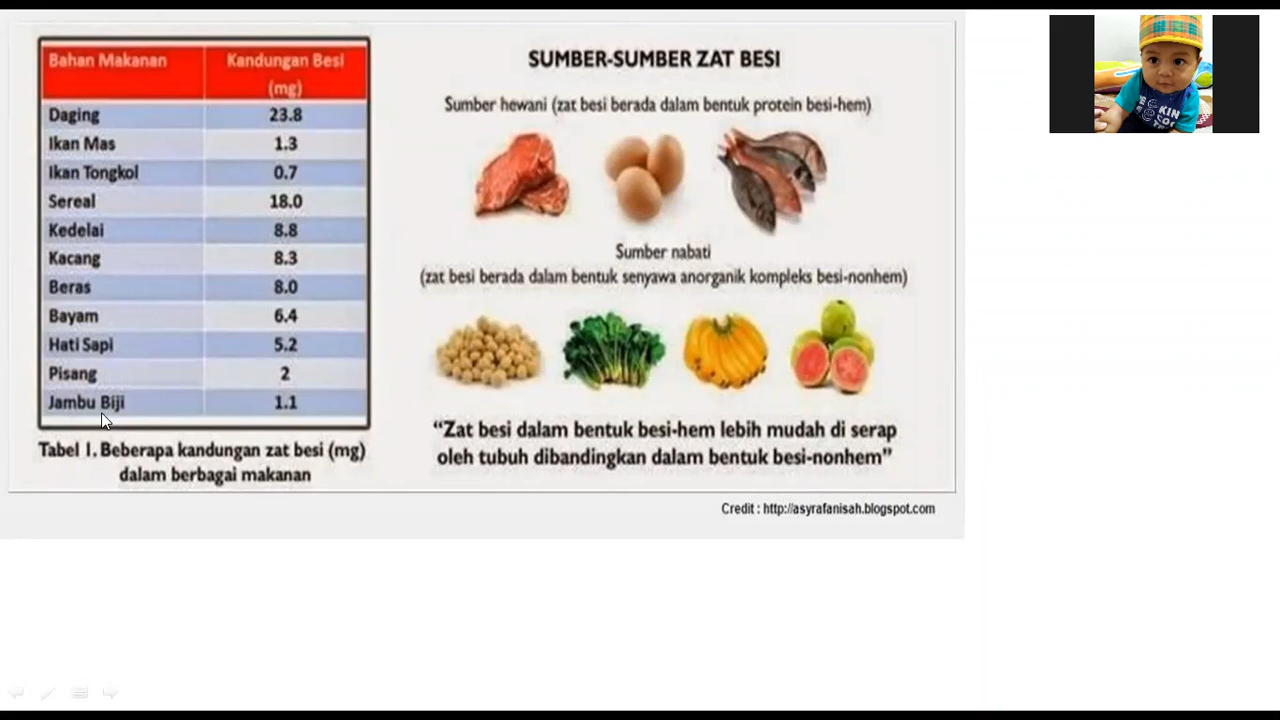 Bahan Makanan Kandungan Besi
(mg)
Daging 23.8
Ikan Mas 1.3
Ikan Tongkol 0.7
Sereal 18.0
Kedelai 8.8
Kacang 8.3
Beras 8.0
Bayam 6.4
Hati Sapi 5.2
Pisang 2
Jambu Biji 1.1
Tabel 1. Beberapa kandungan zat besi (mg)
dalam berbagai makanan
SUMBER-SUMBER ZAT BESI
Sumber hewani (zat besi berada dalam bentuk protein besi-hem)
Sumber nabati
(zat besi berada dalam bentuk senyawa anorganik kompleks besi-nonhem)
“Zat besi dalam bentuk besi-hem lebih mudah di serap
oleh tubuh dibandingkan dalam bentuk besi-nonhem”
Credit : http://asyrafanisah.blogspot.com